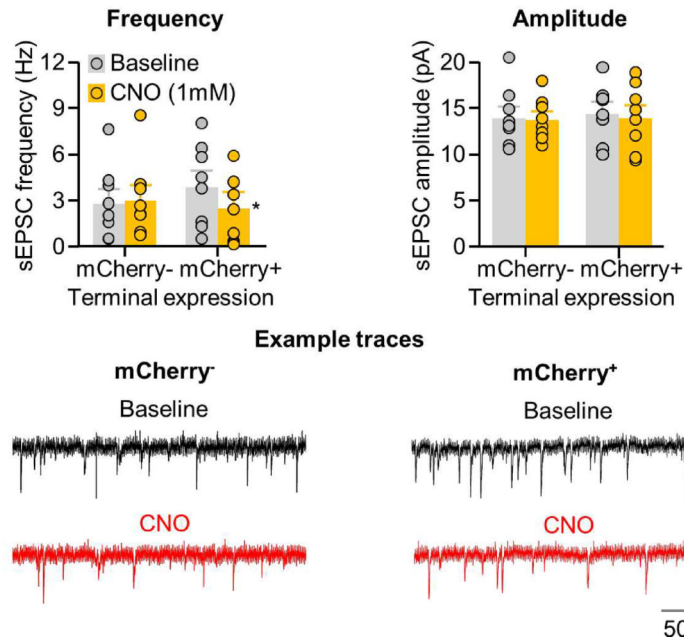 Frequency
Amplitude
sEPSC frequency (Hz)
12
9
6
3
0
Baseline
CNO (1mM)
*
mCherry- mCherry+
Terminal expression
sEPSC amplitude (pA)
20
15
10
5
0
mCherry- mCherry+
Terminal expression
Example traces
mCherry⁻
Baseline
CNO
mCherry⁺
Baseline
CNO
50